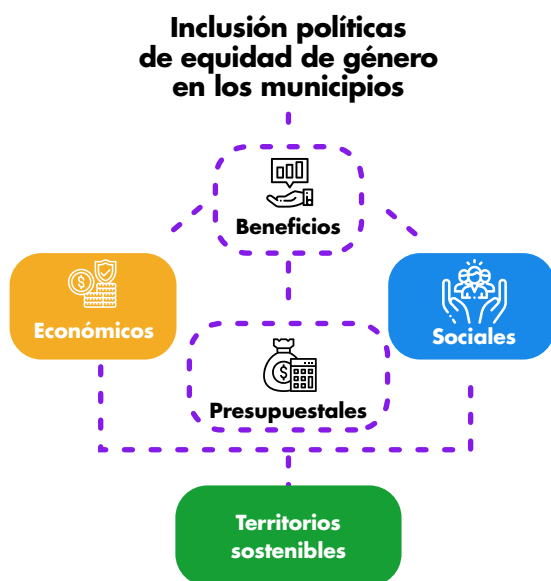 Inclusión políticas
de equidad de género
en los municipios
Beneficios
Económicos
Sociales
Presupuestales
Territorios
sostenibles